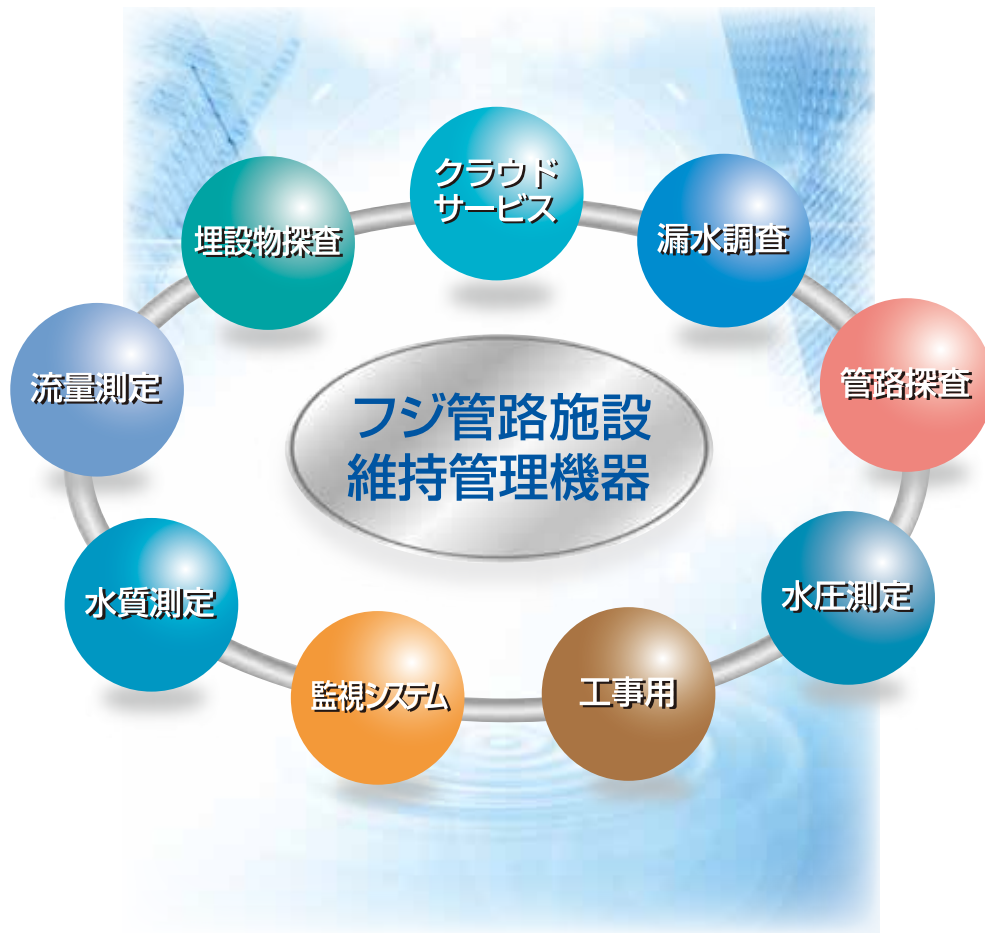 クラウド
サービス
埋設物探査
漏水調査
流量測定
管路探査
フジ管路施設
維持管理機器
水質測定
水圧測定
監視システム
工事用